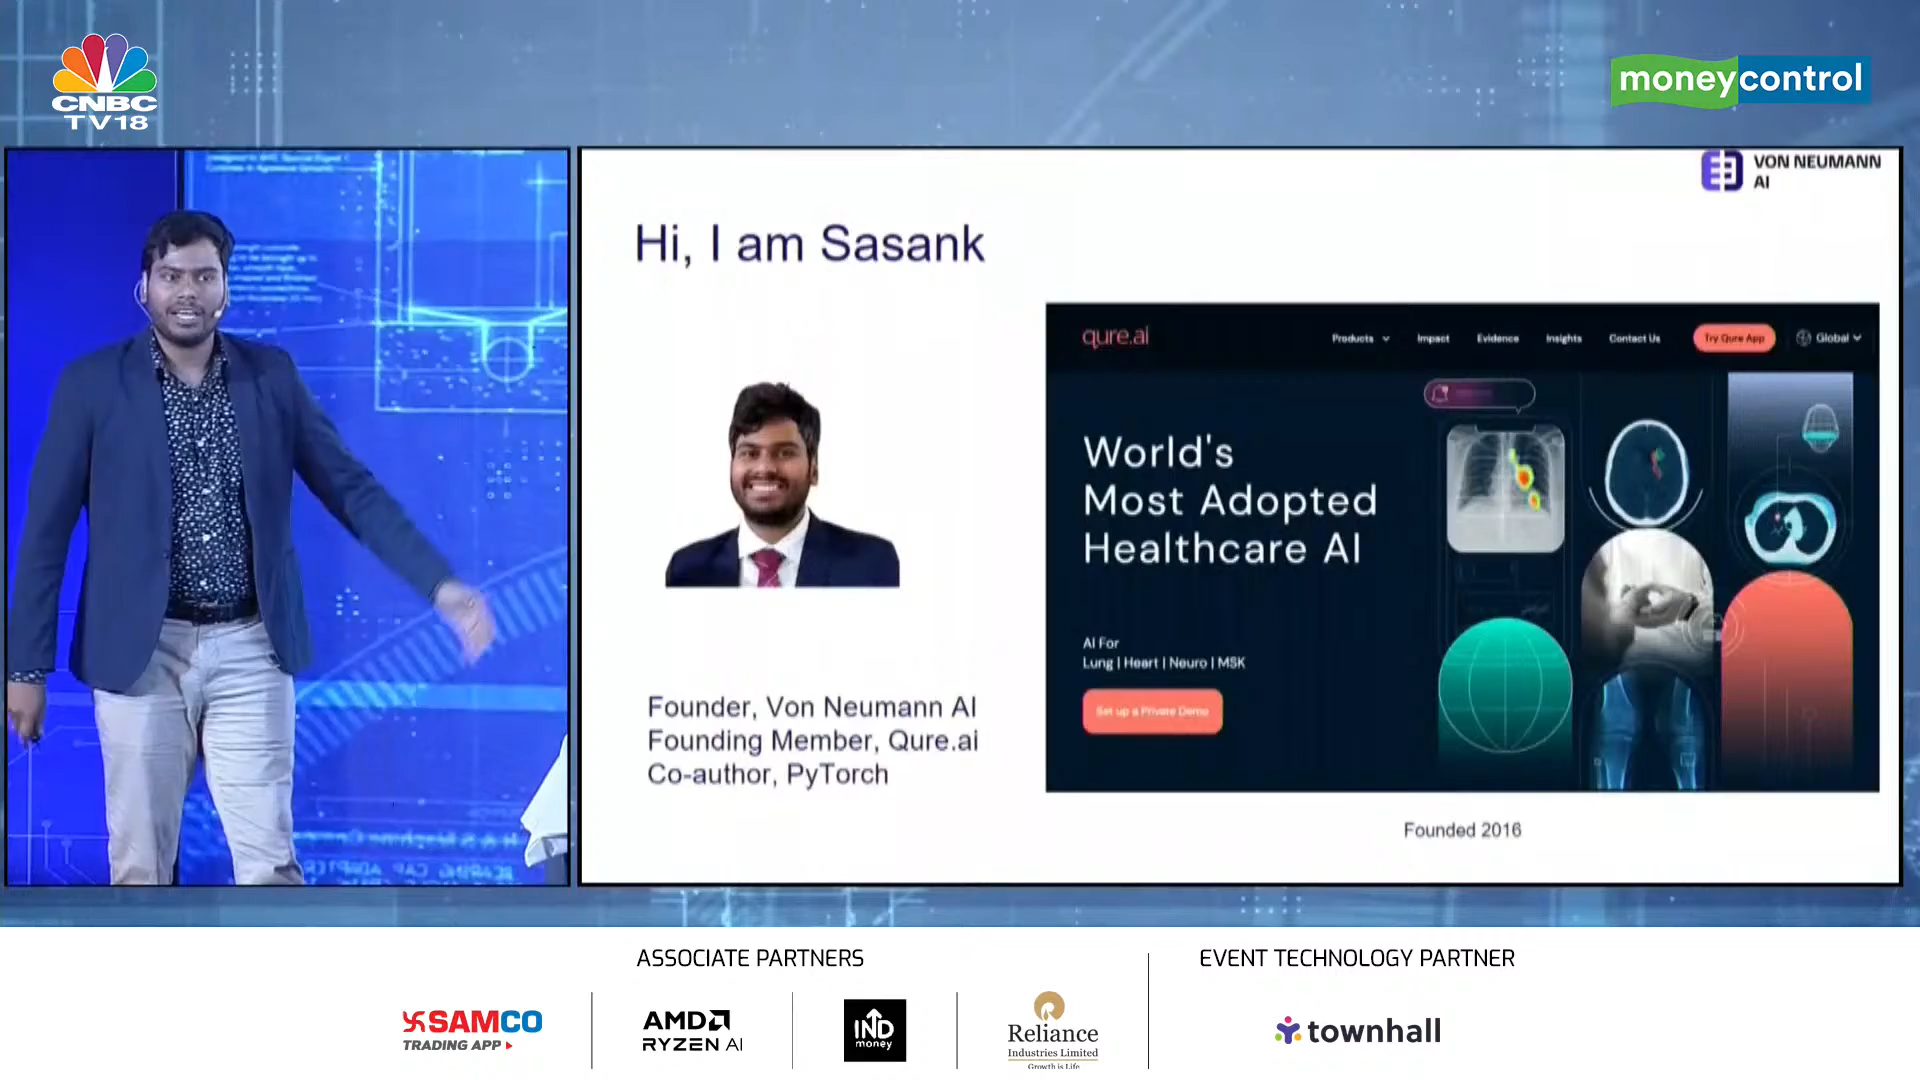 CNBC
TV18
moneycontrol
VON NEUMANN
AI
Hi, I am Sasank
qure.ai
Products
Impact
Evidence
Insights
Contact Us
Try Qure App
Global
World's
Most Adopted
Healthcare AI
AI For
Lung | Heart | Neuro | MSK
Set up a Private Demo
Founder, Von Neumann AI
Founding Member, Qure.ai
Co-author, PyTorch
Founded 2016
ASSOCIATE PARTNERS
EVENT TECHNOLOGY PARTNER
SAMCO
TRADING APP
AMD
RYZEN AI
IND
money
Reliance
Industries Limited
Growth is Life
townhall